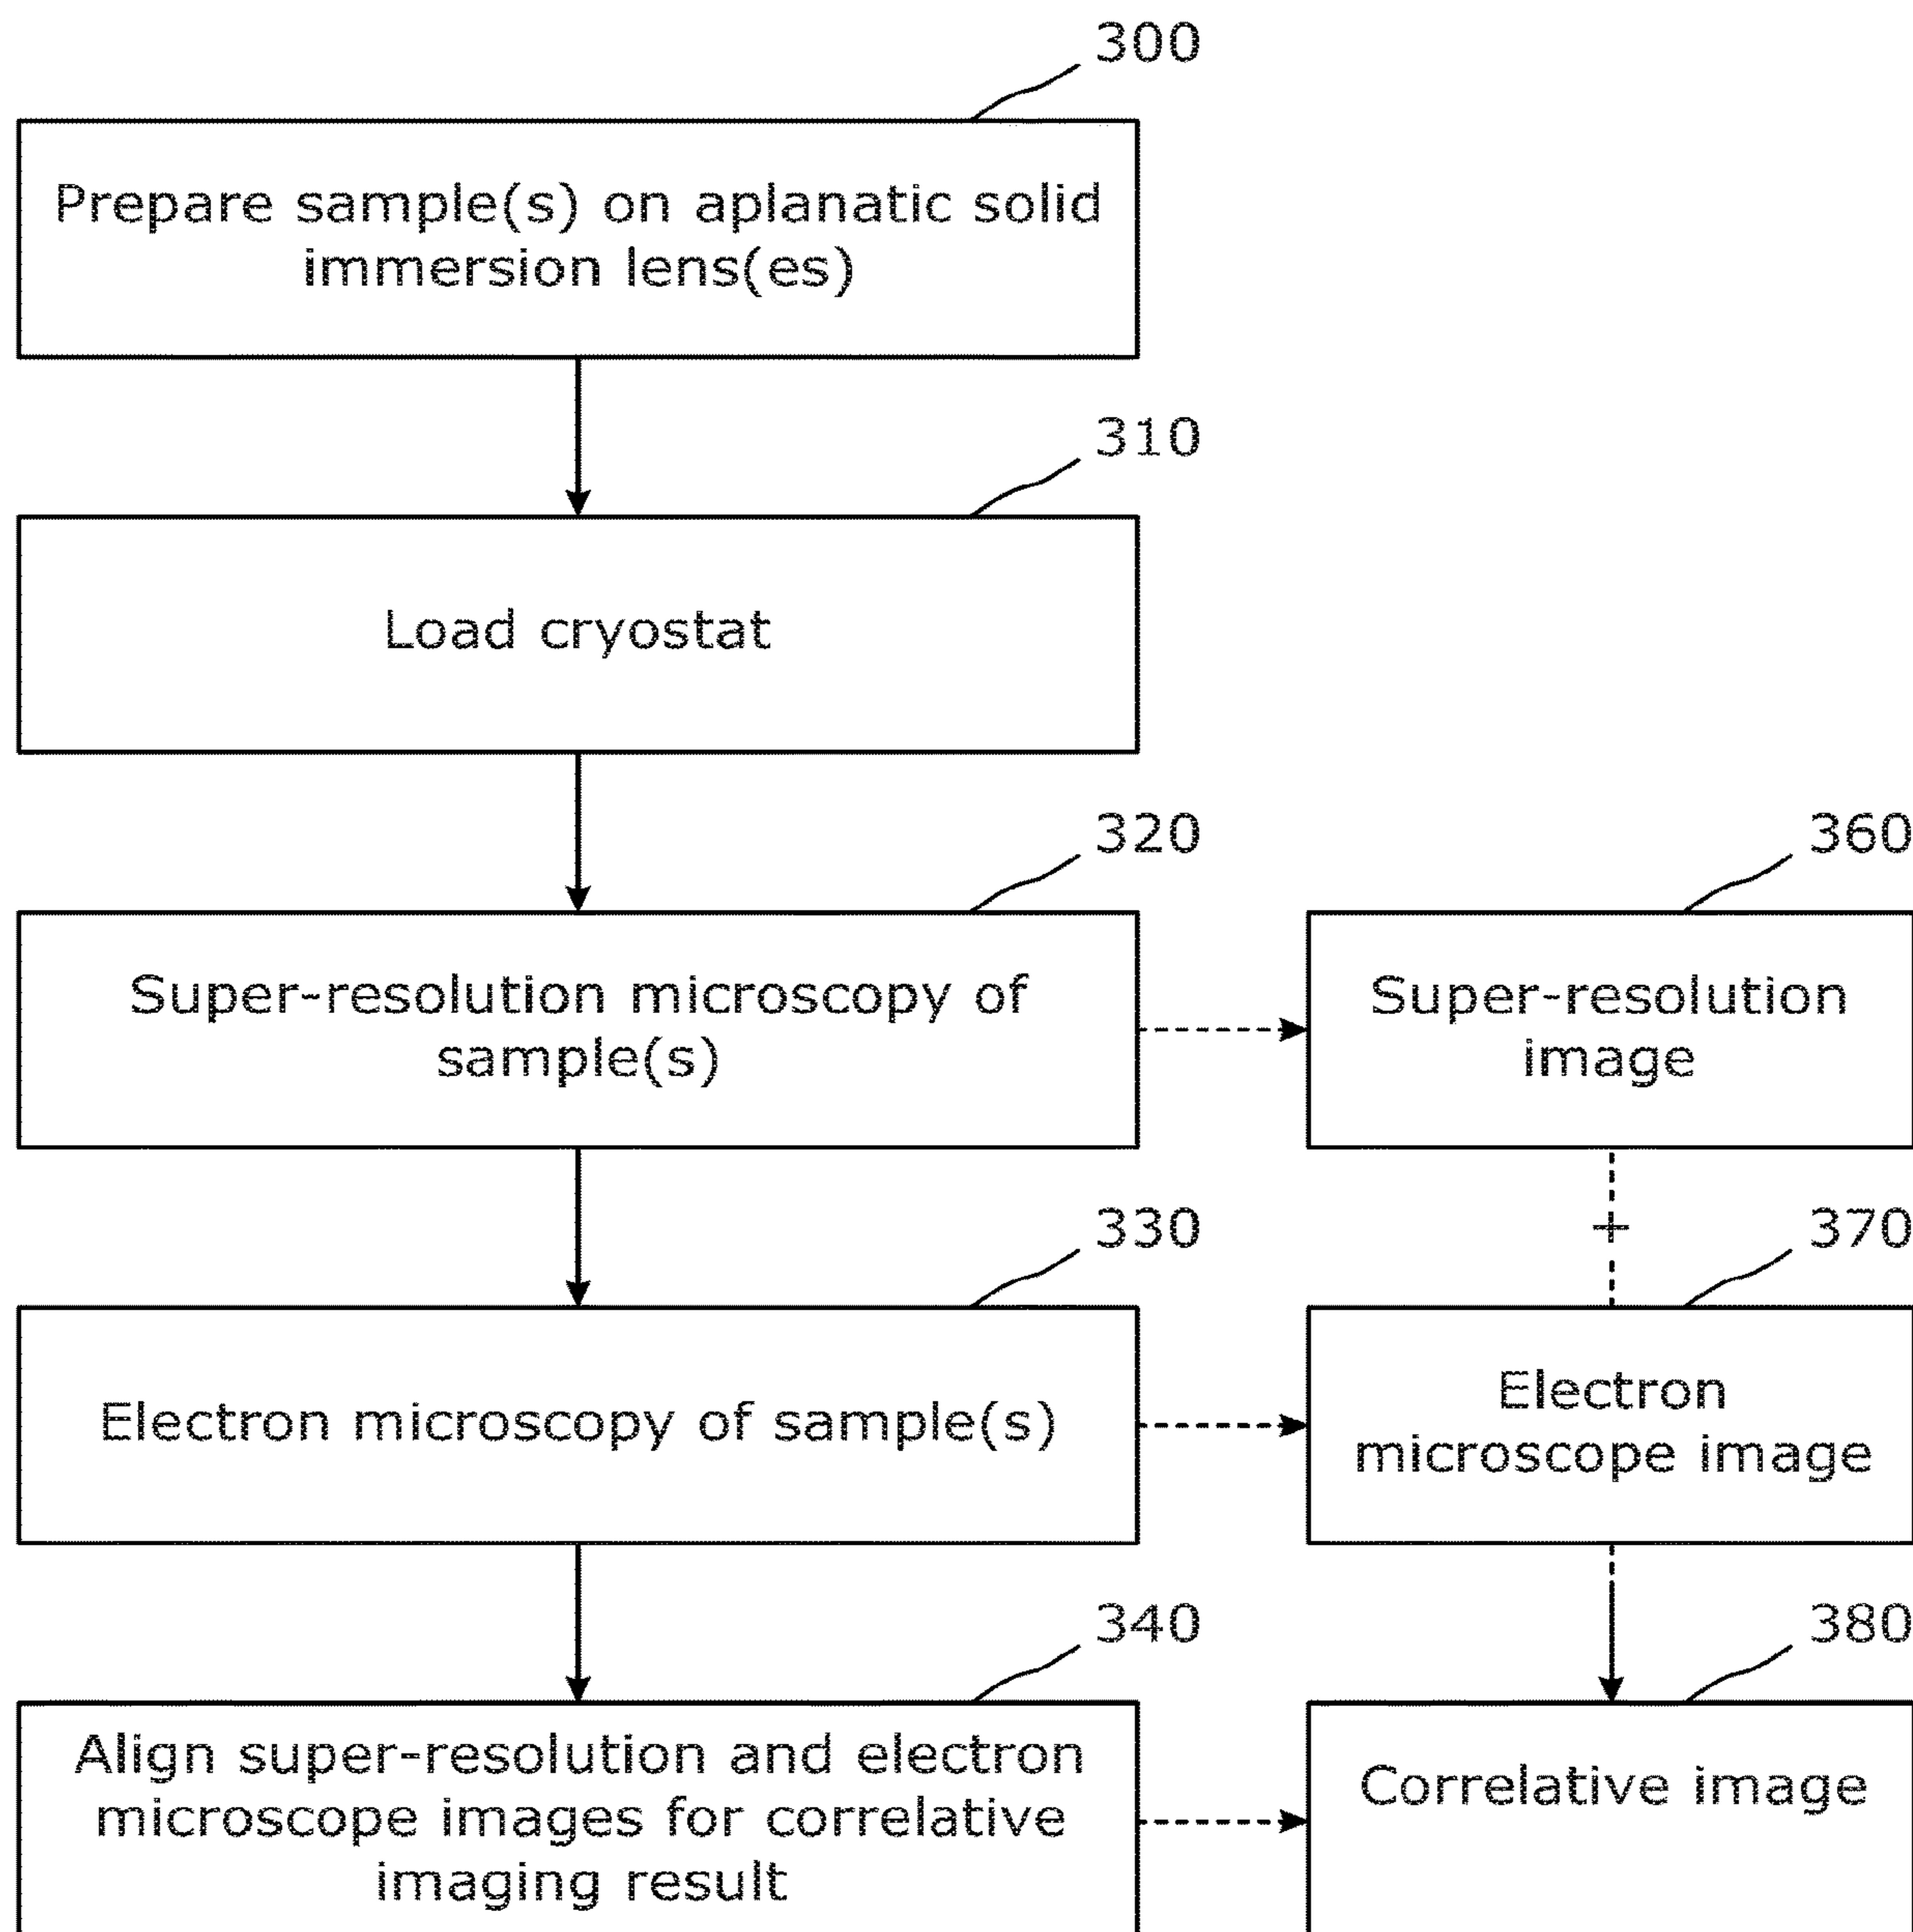 300
Prepare sample(s) on aplanatic solid
immersion lens(es)
310
Load cryostat
320
Super-resolution microscopy of
sample(s)
360
Super-resolution
image
+
330
Electron microscopy of sample(s)
370
Electron
microscope image
340
Align super-resolution and electron
microscope images for correlative
imaging result
380
Correlative image